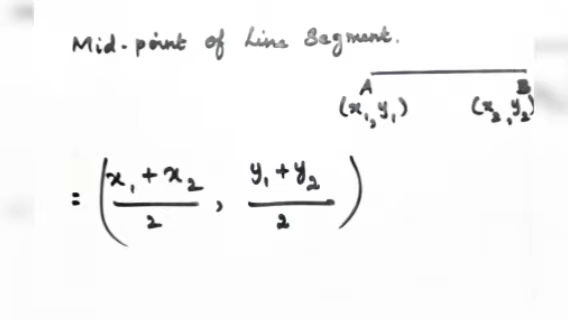 Mid-point of Line Segment.
A B
(x₁, y₁) (x₂, y₂)
= (x₁ + x₂ / 2 , y₁ + y₂ / 2)